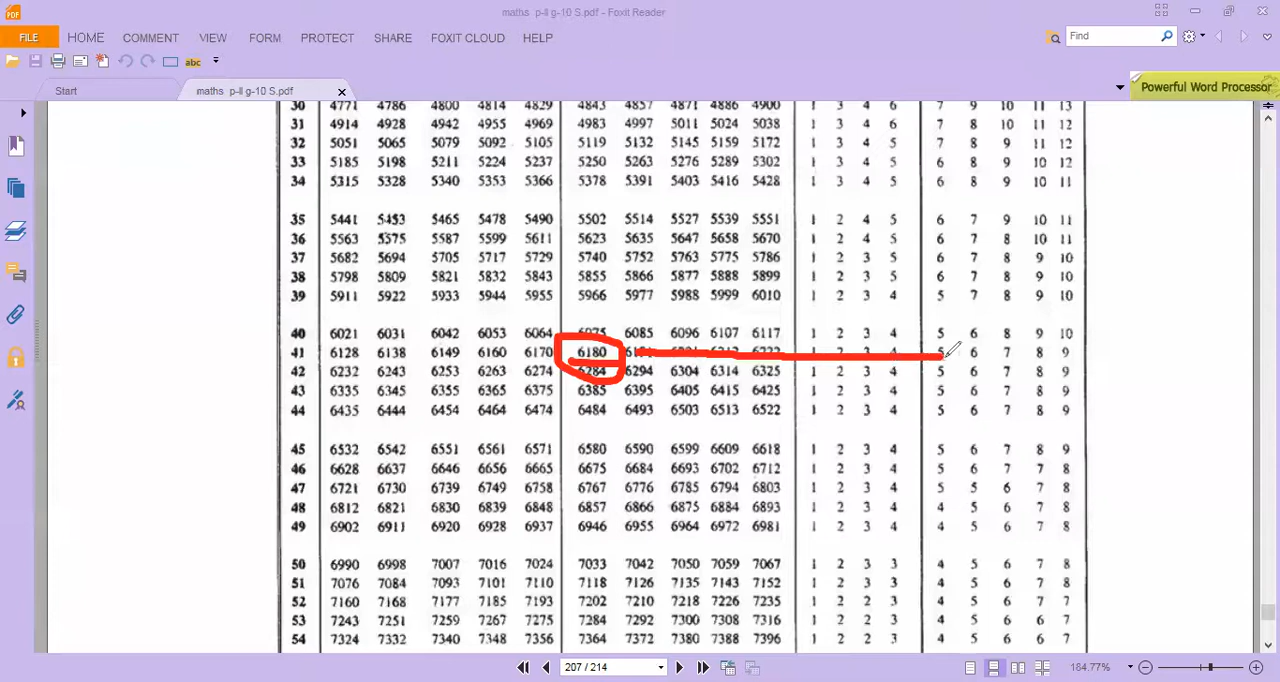 PDF maths p-ll g-10 S.pdf - Foxit Reader
FILE HOME COMMENT VIEW FORM PROTECT SHARE FOXIT CLOUD HELP Find
abc
Start maths p-ll g-10 S.pdf Powerful Word Processor
30 4771 4786 4800 4814 4829 4843 4857 4871 4886 4900 1 3 4 6 7 9 10 11 13
31 4914 4928 4942 4955 4969 4983 4997 5011 5024 5038 1 3 4 6 7 8 10 11 12
32 5051 5065 5079 5092 5105 5119 5132 5145 5159 5172 1 3 4 5 7 8 9 11 12
33 5185 5198 5211 5224 5237 5250 5263 5276 5289 5302 1 3 4 5 6 8 9 10 12
34 5315 5328 5340 5353 5366 5378 5391 5403 5416 5428 1 3 4 5 6 8 9 10 11
35 5441 5453 5465 5478 5490 5502 5514 5527 5539 5551 1 2 4 5 6 7 9 10 11
36 5563 5575 5587 5599 5611 5623 5635 5647 5658 5670 1 2 4 5 6 7 8 10 11
37 5682 5694 5705 5717 5729 5740 5752 5763 5775 5786 1 2 3 5 6 7 8 9 10
38 5798 5809 5821 5832 5843 5855 5866 5877 5888 5899 1 2 3 5 6 7 8 9 10
39 5911 5922 5933 5944 5955 5966 5977 5988 5999 6010 1 2 3 4 5 7 8 9 10
40 6021 6031 6042 6053 6064 6075 6085 6096 6107 6117 1 2 3 4 5 6 8 9 10
41 6128 6138 6149 6160 6170 6180 1 2 3 4 5 6 7 8 9
42 6232 6243 6253 6263 6274 6284 6294 6304 6314 6325 1 2 3 4 5 6 7 8 9
43 6335 6345 6355 6365 6375 6385 6395 6405 6415 6425 1 2 3 4 5 6 7 8 9
44 6435 6444 6454 6464 6474 6484 6493 6503 6513 6522 1 2 3 4 5 6 7 8 9
45 6532 6542 6551 6561 6571 6580 6590 6599 6609 6618 1 2 3 4 5 6 7 8 9
46 6628 6637 6646 6656 6665 6675 6684 6693 6702 6712 1 2 3 4 5 6 7 7 8
47 6721 6730 6739 6749 6758 6767 6776 6785 6794 6803 1 2 3 4 5 5 6 7 8
48 6812 6821 6830 6839 6848 6857 6866 6875 6884 6893 1 2 3 4 4 5 6 7 8
49 6902 6911 6920 6928 6937 6946 6955 6964 6972 6981 1 2 3 4 4 5 6 7 8
50 6990 6998 7007 7016 7024 7033 7042 7050 7059 7067 1 2 3 3 4 5 6 7 8
51 7076 7084 7093 7101 7110 7118 7126 7135 7143 7152 1 2 3 3 4 5 6 7 8
52 7160 7168 7177 7185 7193 7202 7210 7218 7226 7235 1 2 2 3 4 5 6 7 7
53 7243 7251 7259 7267 7275 7284 7292 7300 7308 7316 1 2 2 3 4 5 6 6 7
54 7324 7332 7340 7348 7356 7364 7372 7380 7388 7396 1 2 2 3 4 5 6 6 7
207 / 214 184.77%